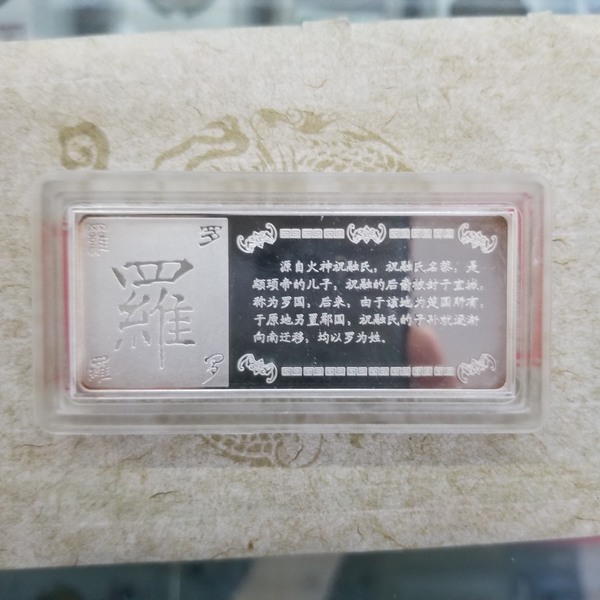 羅
罗
羅
羅
罗
源自火神祝融氏，祝融氏名黎，是
颛顼帝的儿子，祝融的后裔被封于宜城，
称为罗国，后来，由于该地为楚国所有，
于原地另置鄢国，祝融氏的子孙就逐渐
向南迁移，均以罗为姓。